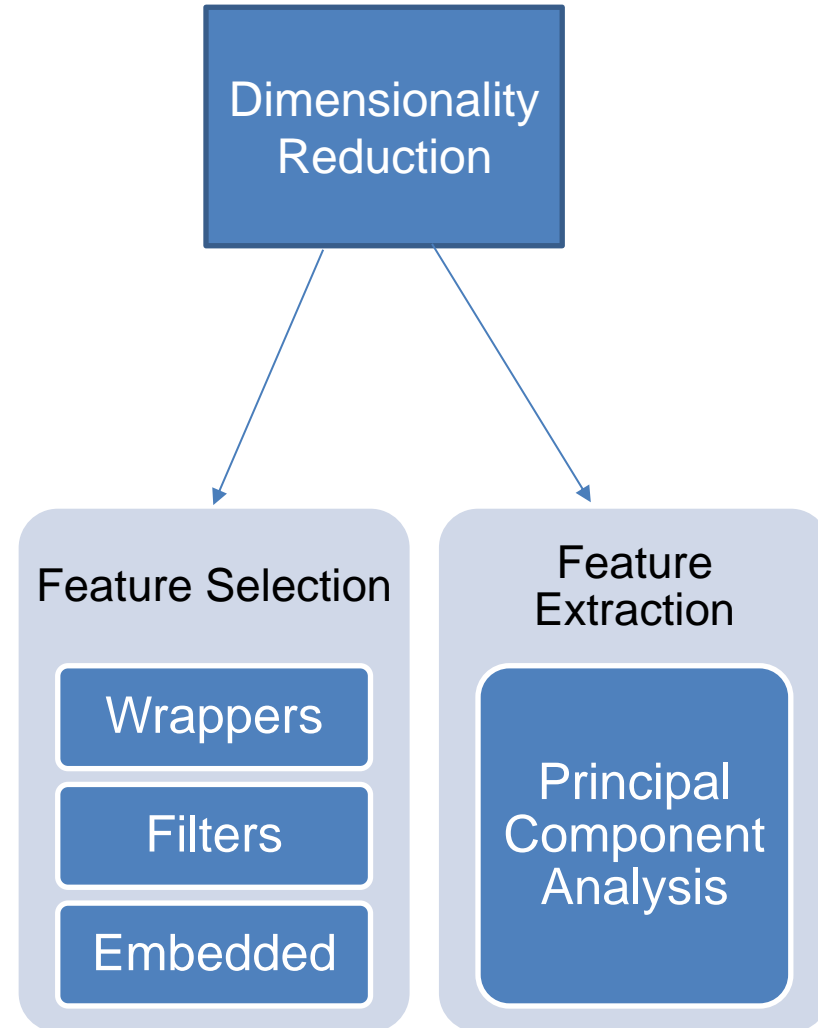 Dimensionality
Reduction
Feature Selection
Wrappers
Filters
Embedded
Feature
Extraction
Principal
Component
Analysis